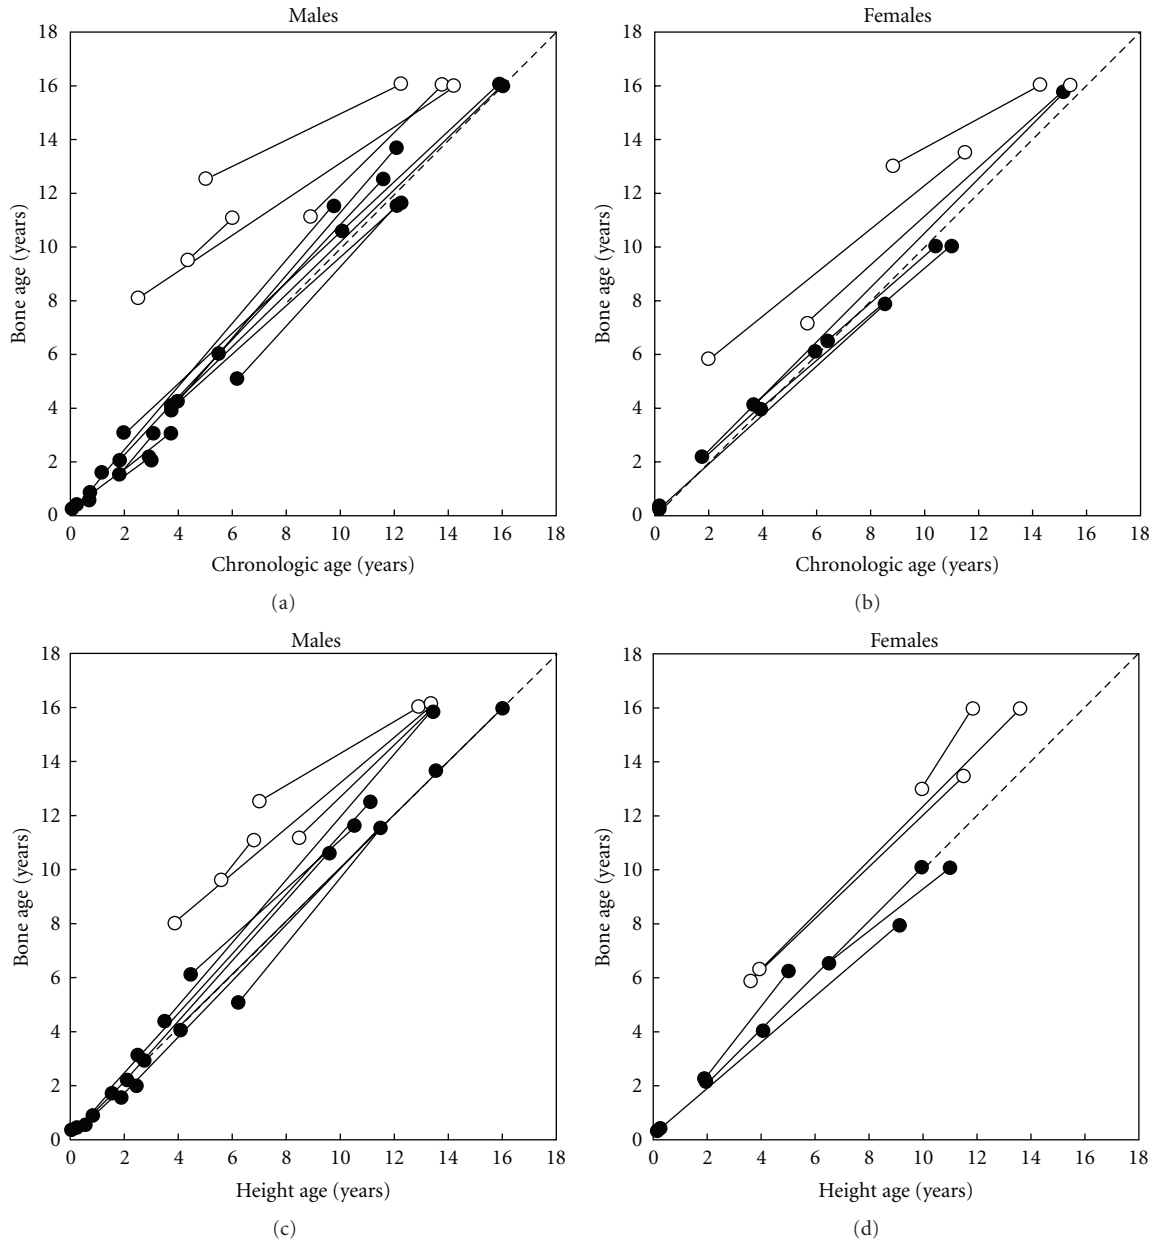 Males
Females
18
16
14
12
10
8
6
4
2
0
Bone age (years)
0 2 4 6 8 10 12 14 16 18
Chronologic age (years)
(a)
18
16
14
12
10
8
6
4
2
0
Bone age (years)
0 2 4 6 8 10 12 14 16 18
Chronologic age (years)
(b)
Males
Females
18
16
14
12
10
8
6
4
2
0
Bone age (years)
0 2 4 6 8 10 12 14 16 18
Height age (years)
(c)
18
16
14
12
10
8
6
4
2
0
Bone age (years)
0 2 4 6 8 10 12 14 16 18
Height age (years)
(d)